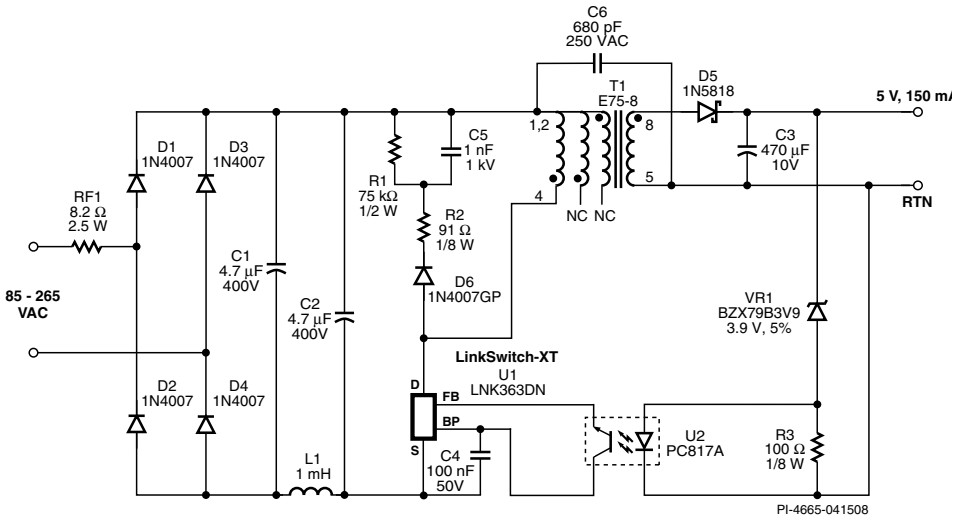 C6
680 pF
250 VAC
D5
1N5818
T1
E75-8
5 V, 150 mA
1,2
8
C5
1 nF
1 kV
C3
470 µF
10V
D1
1N4007
D3
1N4007
RF1
8.2 Ω
2.5 W
R1
75 kΩ
1/2 W
4
5
NC NC
RTN
R2
91 Ω
1/8 W
C1
4.7 µF
400V
D6
1N4007GP
85 - 265
VAC
C2
4.7 µF
400V
VR1
BZX79B3V9
3.9 V, 5%
LinkSwitch-XT
U1
LNK363DN
D
FB
BP
S
D2
1N4007
D4
1N4007
U2
PC817A
R3
100 Ω
1/8 W
L1
1 mH
C4
100 nF
50V
PI-4665-041508